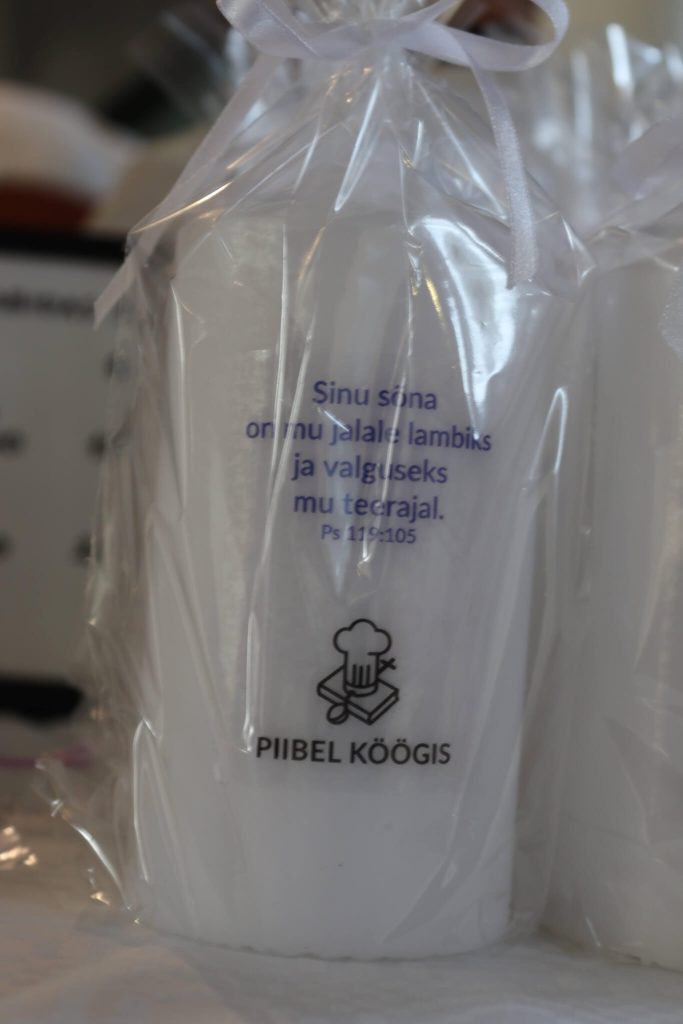 Sinu sõna
on mu jalale lambiks
ja valguseks
mu teerajal.
Ps 119:105
PIIBEL KÖÖGIS